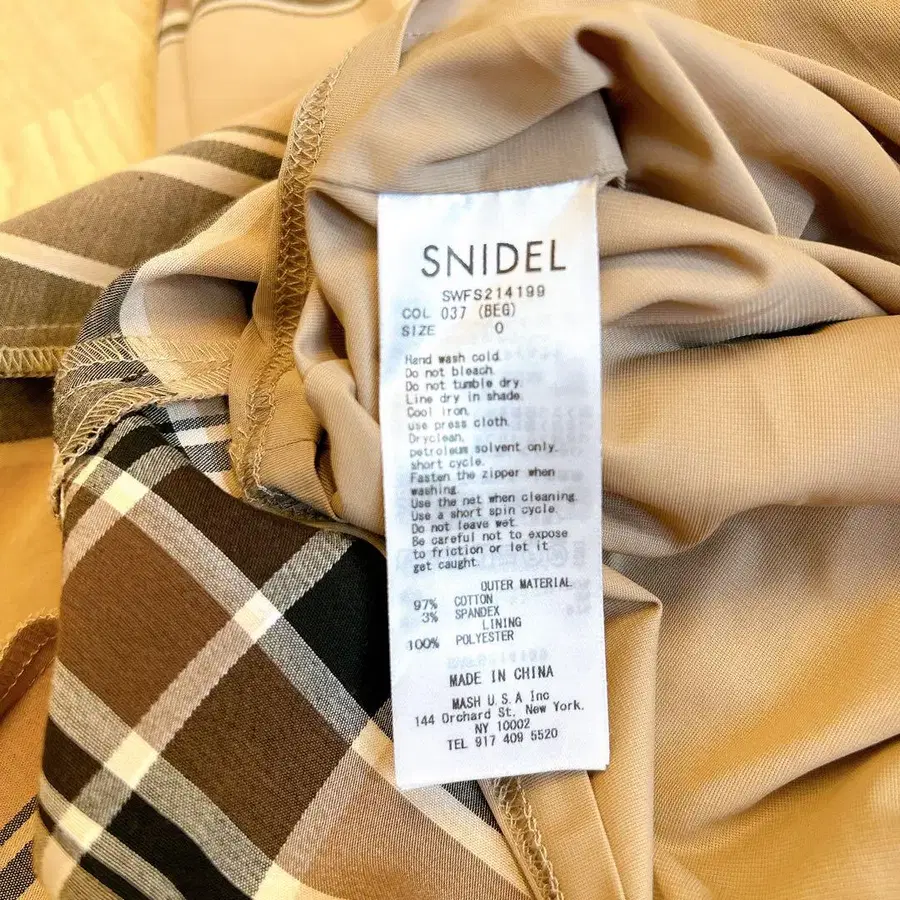 SNIDEL
SWFS214199
COL 037 (BEG)
SIZE 0
Hand wash cold.
Do not bleach.
Do not tumble dry.
Line dry in shade.
Cool iron,
use press cloth.
Dryclean,
petroleum solvent only.
short cycle.
Fasten the zipper when
washing.
Use the net when cleaning.
Use a short spin cycle.
Do not leave wet.
Be careful not to expose
to friction or let it
get caught.
OUTER MATERIAL
97% COTTON
3% SPANDEX
LINING
100% POLYESTER
MADE IN CHINA
MASH U.S.A Inc
144 Orchard St, New York.
NY 10002
TEL 917 409 5520